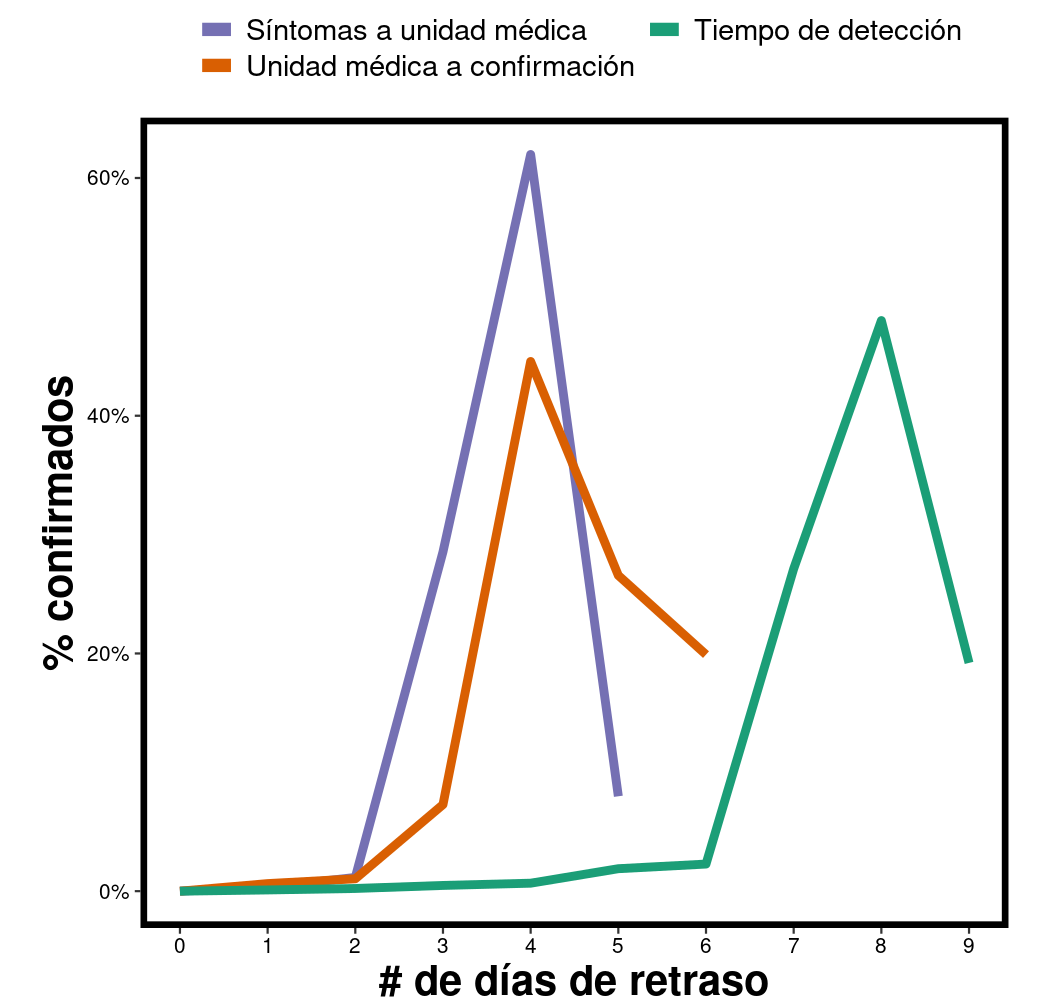 Síntomas a unidad médica
Tiempo de detección
Unidad médica a confirmación
60%
40%
20%
0%
% confirmados
0 1 2 3 4 5 6 7 8 9
# de días de retraso